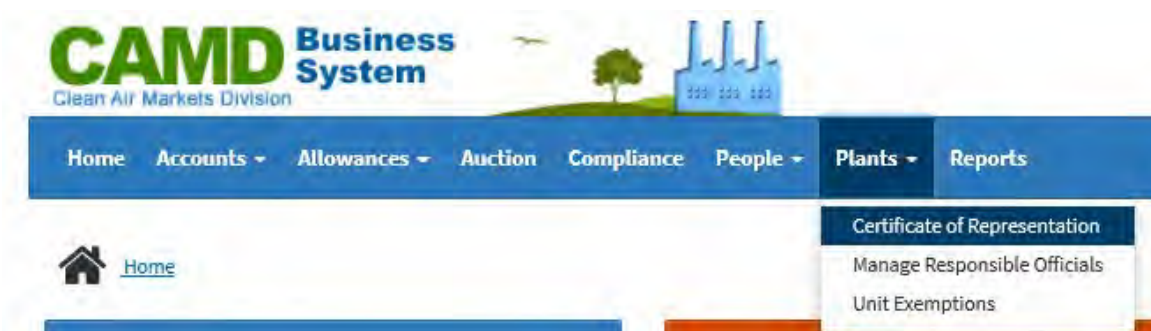 CAMD Business System
Clean Air Markets Division
Home Accounts Allowances Auction Compliance People Plants Reports
Certificate of Representation
Home
Manage Responsible Officials
Unit Exemptions